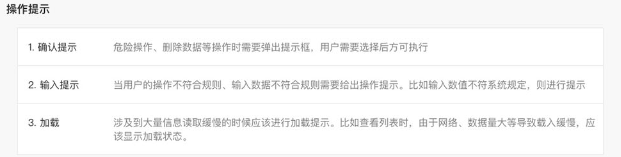 操作提示
1. 确认提示 危险操作、删除数据等操作时需要弹出提示框，用户需要选择后方可执行
2. 输入提示 当用户的操作不符合规则、输入数据不符合规则需要给出操作提示。比如输入数值不符系统规定，则进行提示
3. 加载 涉及到大量信息读取缓慢的时候应该进行加载提示。比如查看列表时，由于网络、数据量大等导致载入缓慢，应
该显示加载状态。